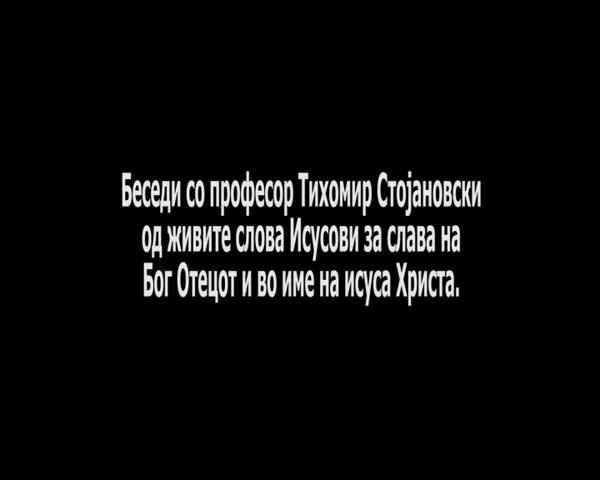 Беседи со професор Тихомир Стојановски
од живите слова Исусови за слава на
Бог Отецот и во име на исуса Христа.